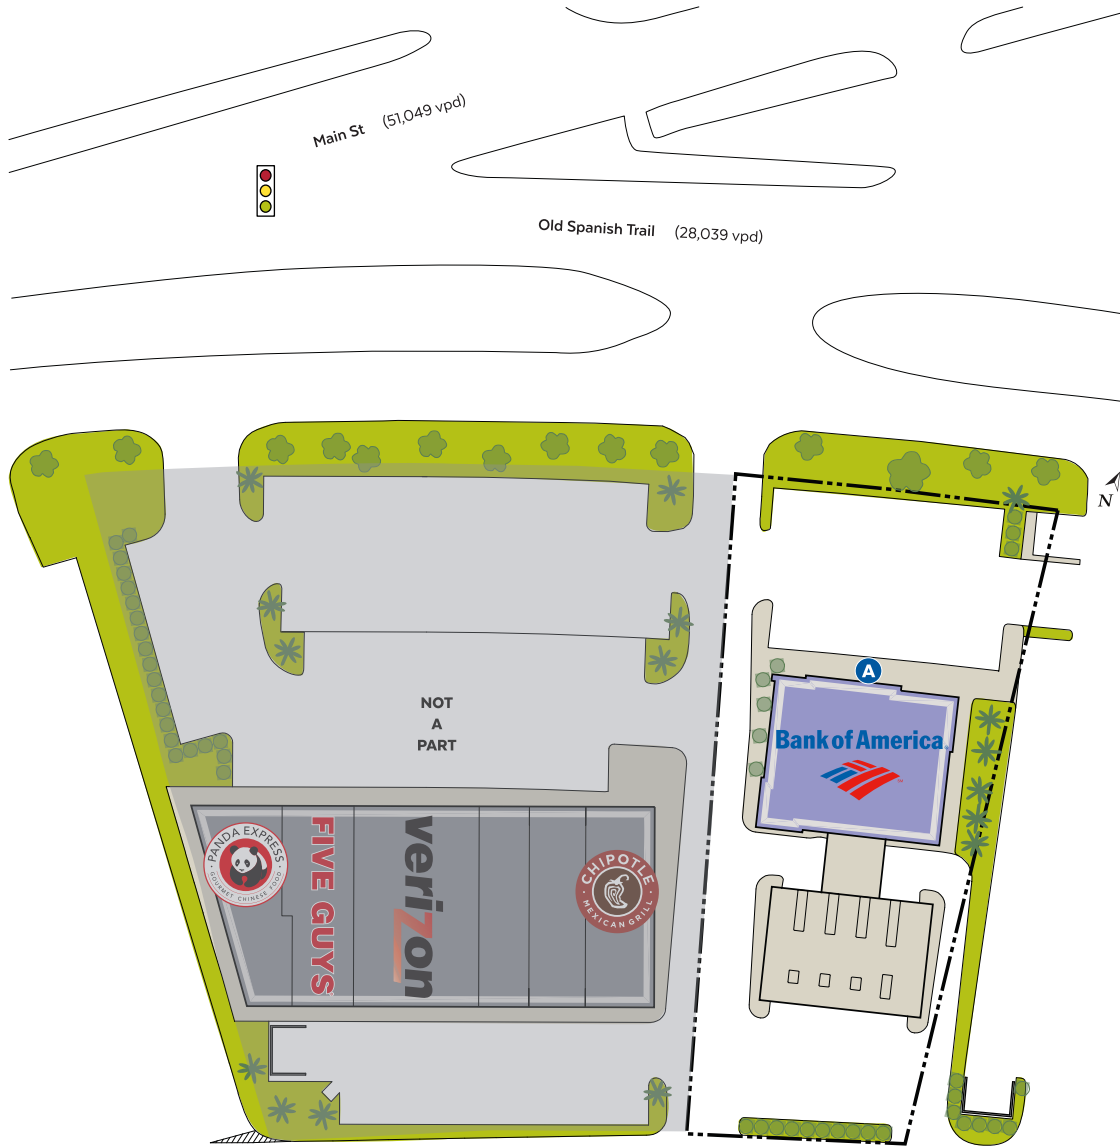 Main St (51,049 vpd)
Old Spanish Trail (28,039 vpd)
N
A
NOT
A
PART
Bank of America
PANDA EXPRESS
GOURMET CHINESE FOOD
FIVE GUYS
verizon
CHIPOTLE
MEXICAN GRILL